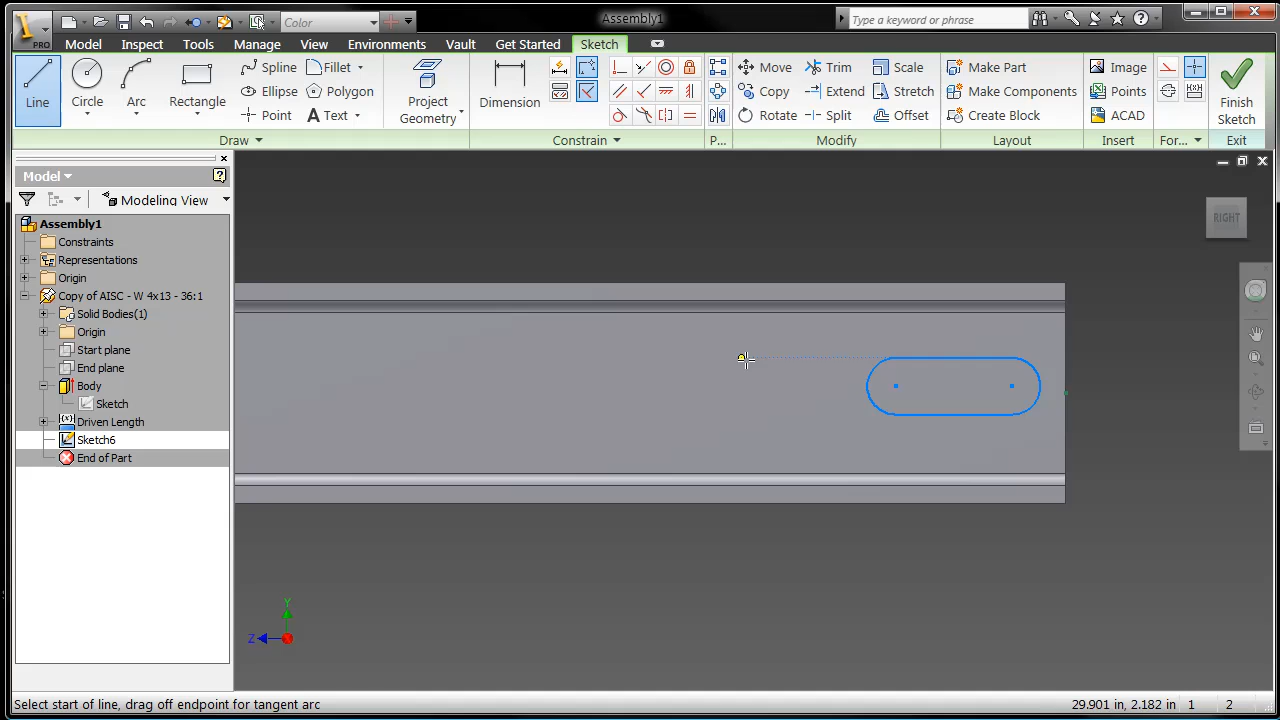 Color
Assembly1
Type a keyword or phrase
PRO
Model Inspect Tools Manage View Environments Vault Get Started Sketch
Line
Circle
Arc
Rectangle
Spline
Ellipse
Point
Fillet
Polygon
Text
Project
Geometry
Dimension
Move
Copy
Rotate
Trim
Extend
Split
Scale
Stretch
Offset
Make Part
Make Components
Create Block
Image
Points
ACAD
Finish
Sketch
Draw
Constrain
P...
Modify
Layout
Insert
For...
Exit
Model
Modeling View
Assembly1
Constraints
Representations
Origin
Copy of AISC - W 4x13 - 36:1
Solid Bodies(1)
Origin
Start plane
End plane
Body
Sketch
Driven Length
Sketch6
End of Part
RIGHT
Y
Z
Select start of line, drag off endpoint for tangent arc
29.901 in, 2.182 in 1 2